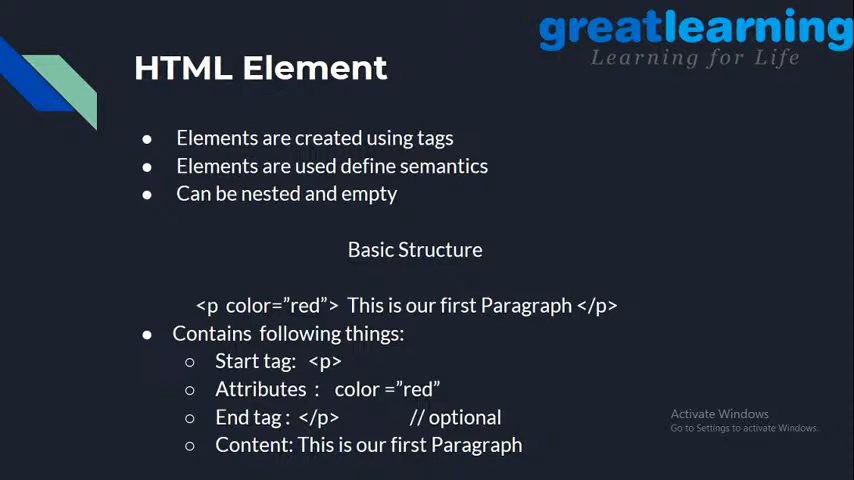 greatlearning
Learning for Life
HTML Element
● Elements are created using tags
● Elements are used define semantics
● Can be nested and empty
Basic Structure
<p color=”red”> This is our first Paragraph </p>
● Contains following things:
○ Start tag: <p>
○ Attributes : color =”red”
○ End tag : </p> // optional
○ Content: This is our first Paragraph
Activate Windows
Go to Settings to activate Windows.